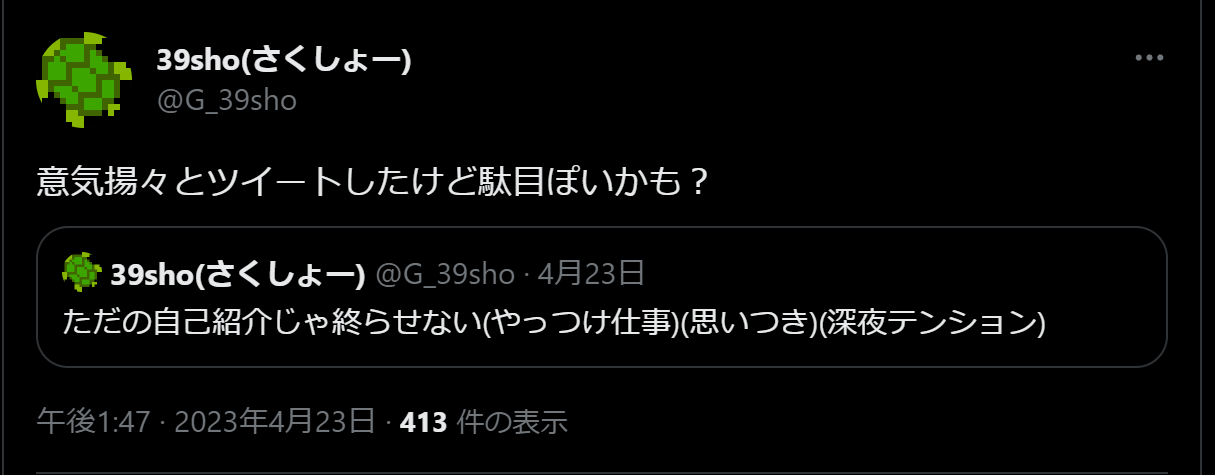 39sho(さくしょー)
@G_39sho
意気揚々とツイートしたけど駄目ぽいかも？
39sho(さくしょー) @G_39sho · 4月23日
ただの自己紹介じゃ終らせない(やっつけ仕事)(思いつき)(深夜テンション)
午後1:47 · 2023年4月23日 · 413 件の表示